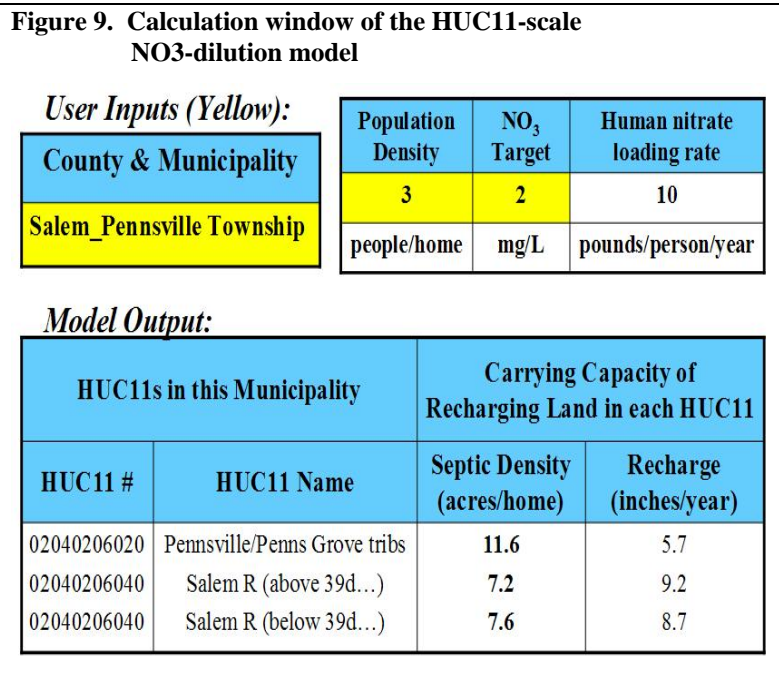 Figure 9. Calculation window of the HUC11-scale
NO3-dilution model
User Inputs (Yellow):
County & Municipality
Salem_Pennsville Township
Population Density
NO3 Target
Human nitrate loading rate
3
2
10
people/home
mg/L
pounds/person/year
Model Output:
HUC11s in this Municipality
Carrying Capacity of
Recharging Land in each HUC11
HUC11 #
HUC11 Name
Septic Density (acres/home)
Recharge (inches/year)
02040206020 Pennsville/Penns Grove tribs 11.6 5.7
02040206040 Salem R (above 39d...) 7.2 9.2
02040206040 Salem R (below 39d...) 7.6 8.7